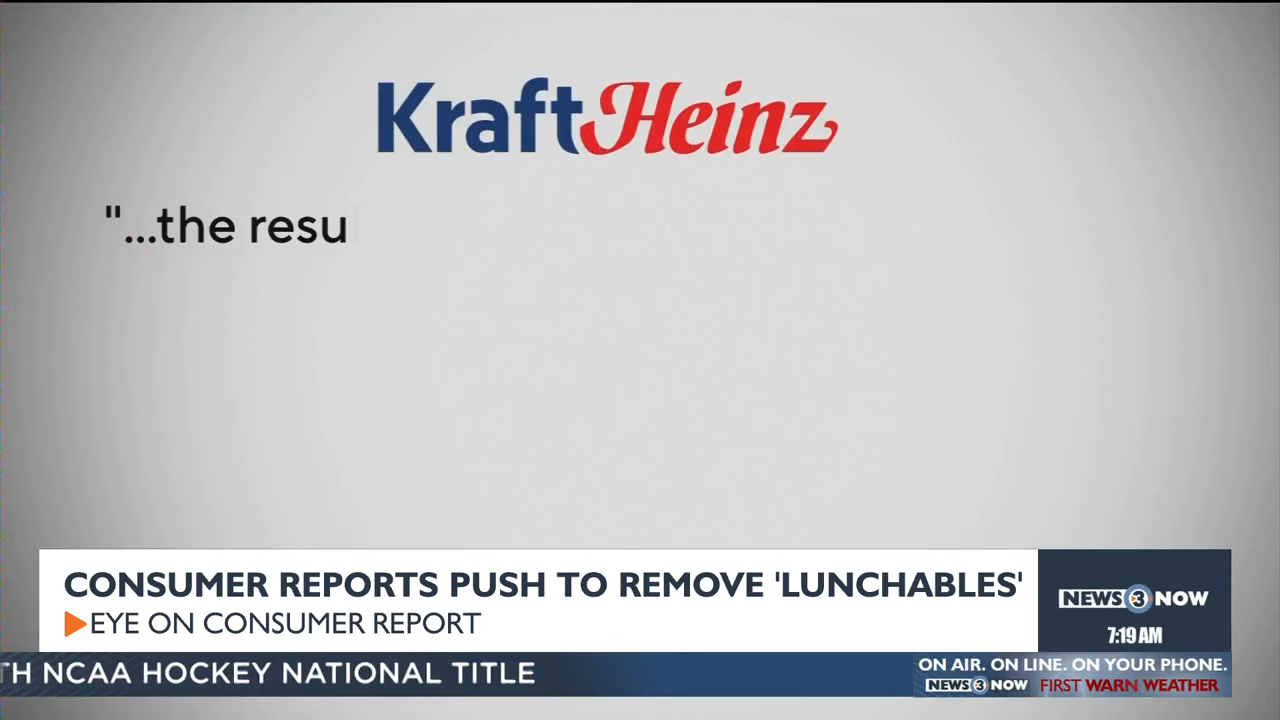 KraftHeinz
"...the resu
CONSUMER REPORTS PUSH TO REMOVE 'LUNCHABLES'
EYE ON CONSUMER REPORT
NEWS 3 NOW
7:19 AM
TH NCAA HOCKEY NATIONAL TITLE
ON AIR. ON LINE. ON YOUR PHONE.
NEWS 3 NOW FIRST WARN WEATHER